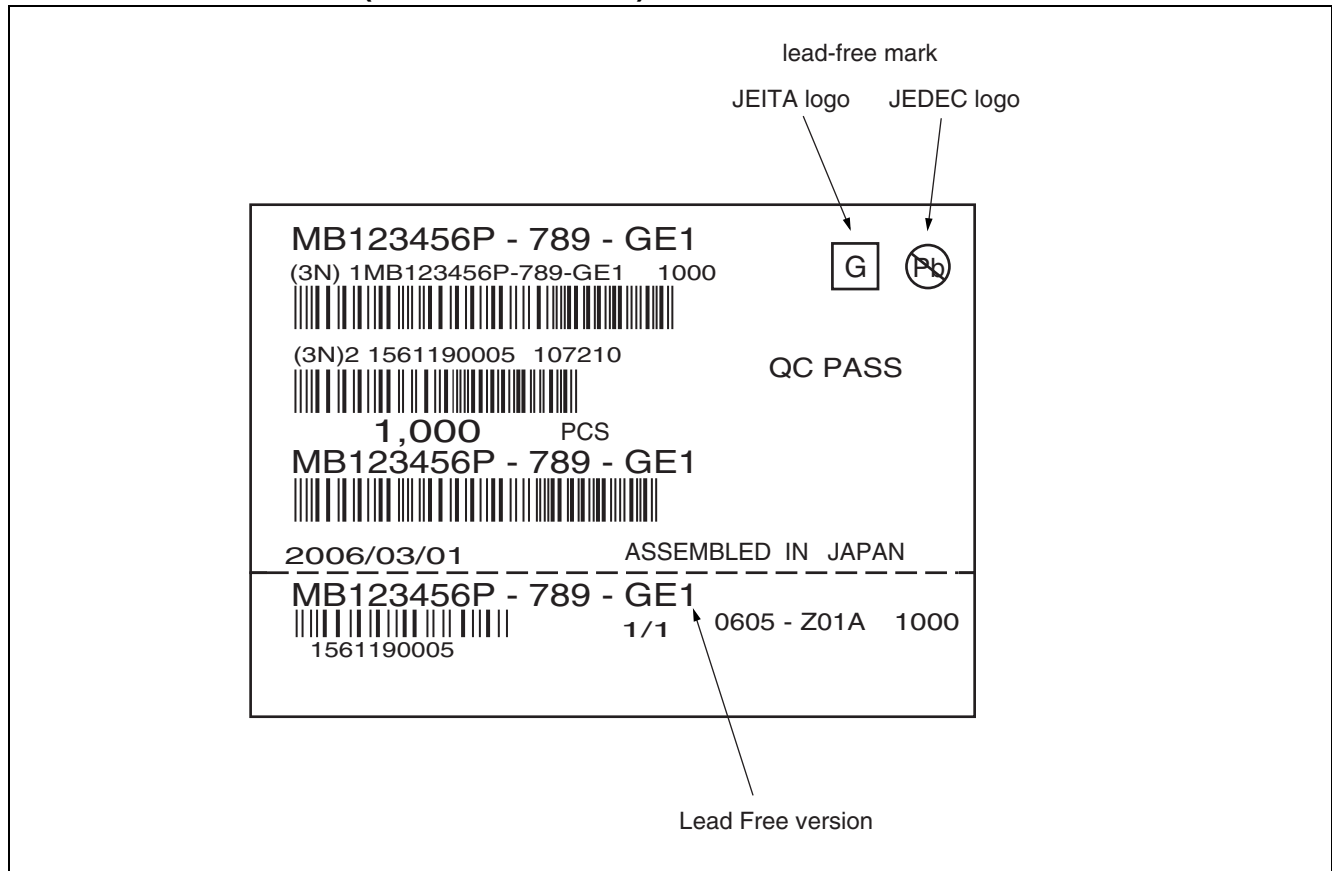 lead-free mark
JEITA logo JEDEC logo
MB123456P - 789 - GE1
(3N) 1MB123456P-789-GE1 1000
G Pb
(3N)2 1561190005 107210
QC PASS
1,000 PCS
MB123456P - 789 - GE1
2006/03/01 ASSEMBLED IN JAPAN
MB123456P - 789 - GE1
1/1 0605 - Z01A 1000
1561190005
Lead Free version